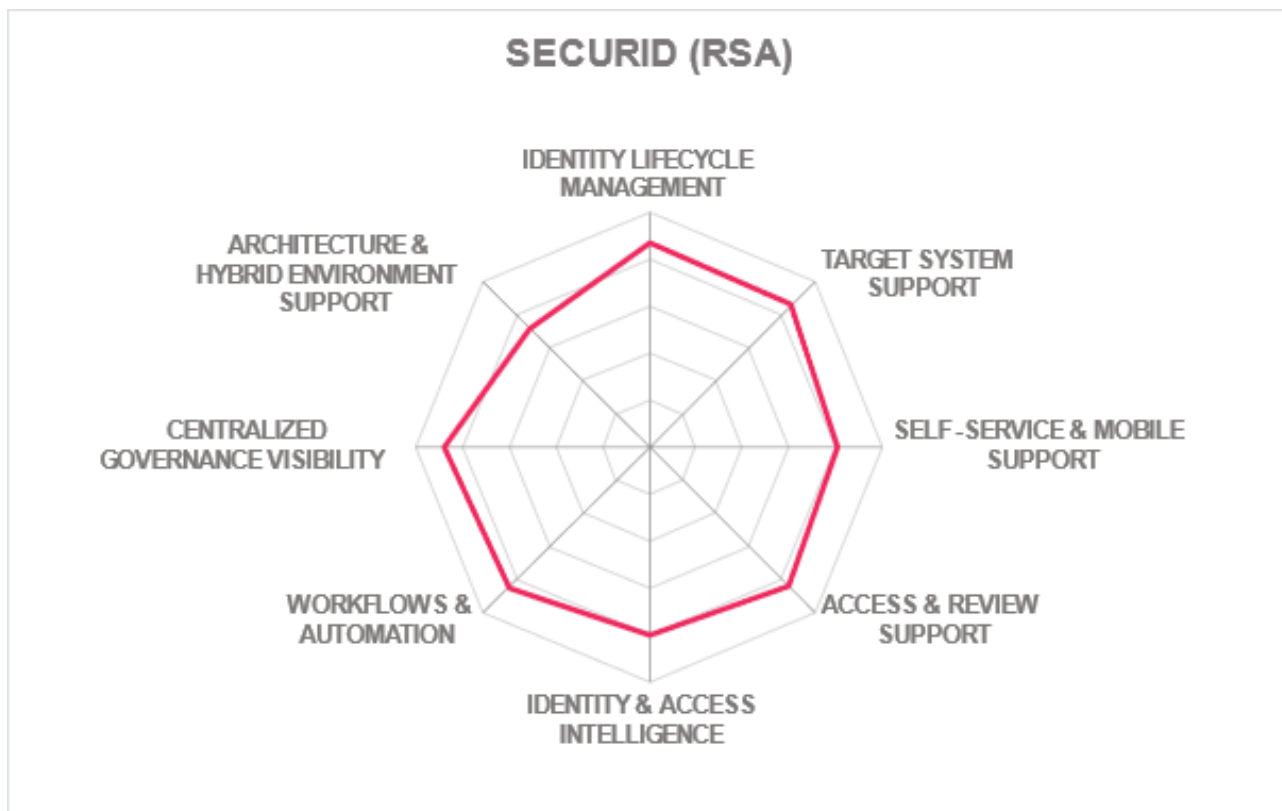 SECURID (RSA)
IDENTITY LIFECYCLE
MANAGEMENT
TARGET SYSTEM
SUPPORT
SELF-SERVICE & MOBILE
SUPPORT
ACCESS & REVIEW
SUPPORT
IDENTITY & ACCESS
INTELLIGENCE
WORKFLOWS &
AUTOMATION
CENTRALIZED
GOVERNANCE VISIBILITY
ARCHITECTURE &
HYBRID ENVIRONMENT
SUPPORT